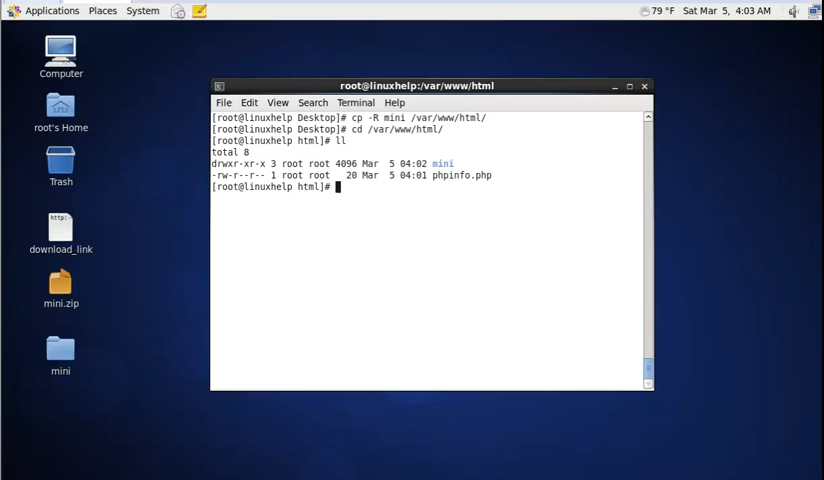 Applications Places System 79 °F Sat Mar 5, 4:03 AM
Computer
root's Home
Trash
http:
download_link
mini.zip
mini
root@linuxhelp:/var/www/html
File Edit View Search Terminal Help
[root@linuxhelp Desktop]# cp -R mini /var/www/html/
[root@linuxhelp Desktop]# cd /var/www/html/
[root@linuxhelp html]# ll
total 8
drwxr-xr-x 3 root root 4096 Mar  5 04:02 mini
-rw-r--r-- 1 root root   20 Mar  5 04:01 phpinfo.php
[root@linuxhelp html]#